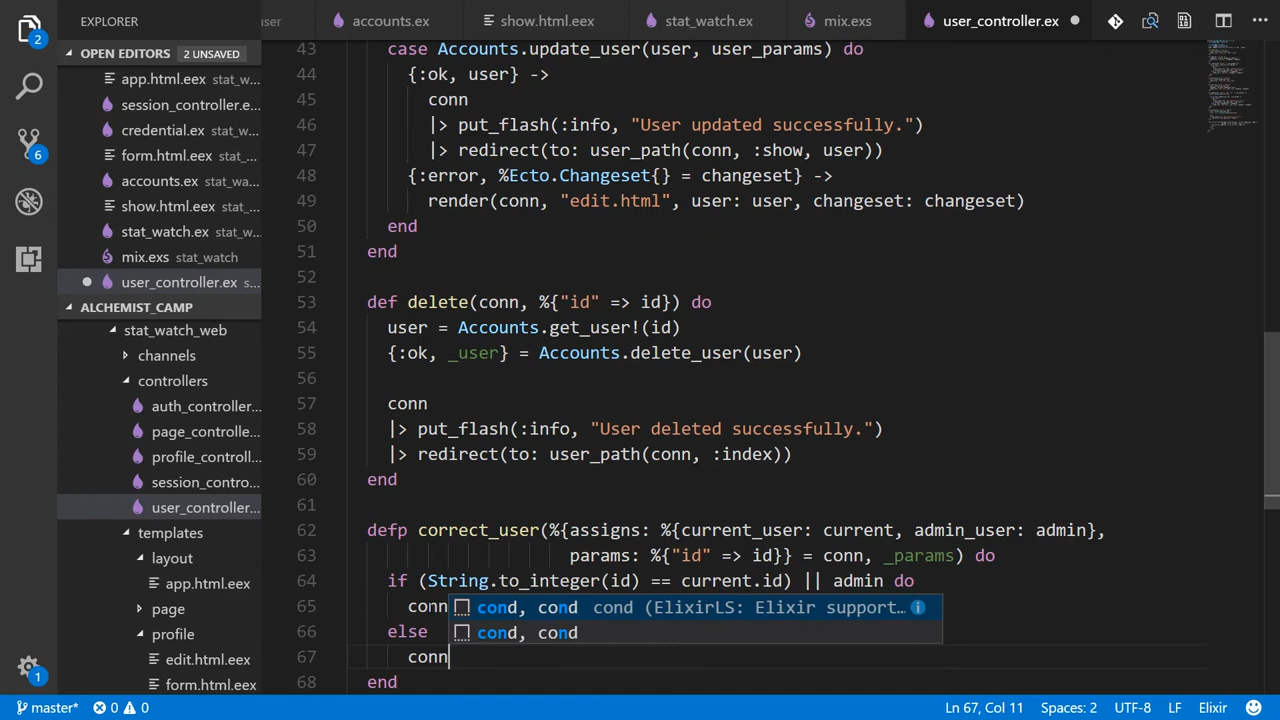 EXPLORER
user
accounts.ex
show.html.eex
stat_watch.ex
mix.exs
user_controller.ex
2
OPEN EDITORS 2 UNSAVED
app.html.eex stat_w...
session_controller.e...
credential.ex stat_w...
form.html.eex stat_...
accounts.ex stat_wa...
show.html.eex stat_...
stat_watch.ex stat_w...
mix.exs stat_watch
user_controller.ex s...
6
ALCHEMIST_CAMP
stat_watch_web
channels
controllers
auth_controller...
page_controlle...
profile_controll...
session_contro...
user_controller...
templates
layout
app.html.eex
page
profile
edit.html.eex
form.html.eex
43 case Accounts.update_user(user, user_params) do
44 {:ok, user} ->
45 conn
46 |> put_flash(:info, "User updated successfully.")
47 |> redirect(to: user_path(conn, :show, user))
48 {:error, %Ecto.Changeset{} = changeset} ->
49 render(conn, "edit.html", user: user, changeset: changeset)
50 end
51 end
52
53 def delete(conn, %{"id" => id}) do
54 user = Accounts.get_user!(id)
55 {:ok, _user} = Accounts.delete_user(user)
56
57 conn
58 |> put_flash(:info, "User deleted successfully.")
59 |> redirect(to: user_path(conn, :index))
60 end
61
62 defp correct_user(%{assigns: %{current_user: current, admin_user: admin},
63 params: %{"id" => id}} = conn, _params) do
64 if (String.to_integer(id) == current.id) || admin do
65 conn
cond, cond cond (ElixirLS: Elixir support...
66 else
cond, cond
67 conn
68 end
1
master* 0 0
Ln 67, Col 11 Spaces: 2 UTF-8 LF Elixir